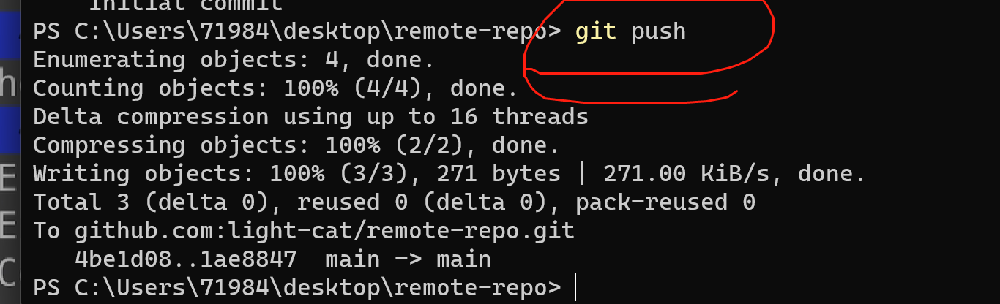 initial commit
PS C:\Users\71984\desktop\remote-repo> git push
Enumerating objects: 4, done.
Counting objects: 100% (4/4), done.
Delta compression using up to 16 threads
Compressing objects: 100% (2/2), done.
Writing objects: 100% (3/3), 271 bytes | 271.00 KiB/s, done.
Total 3 (delta 0), reused 0 (delta 0), pack-reused 0
To github.com:light-cat/remote-repo.git
   4be1d08..1ae8847  main -> main
PS C:\Users\71984\desktop\remote-repo>